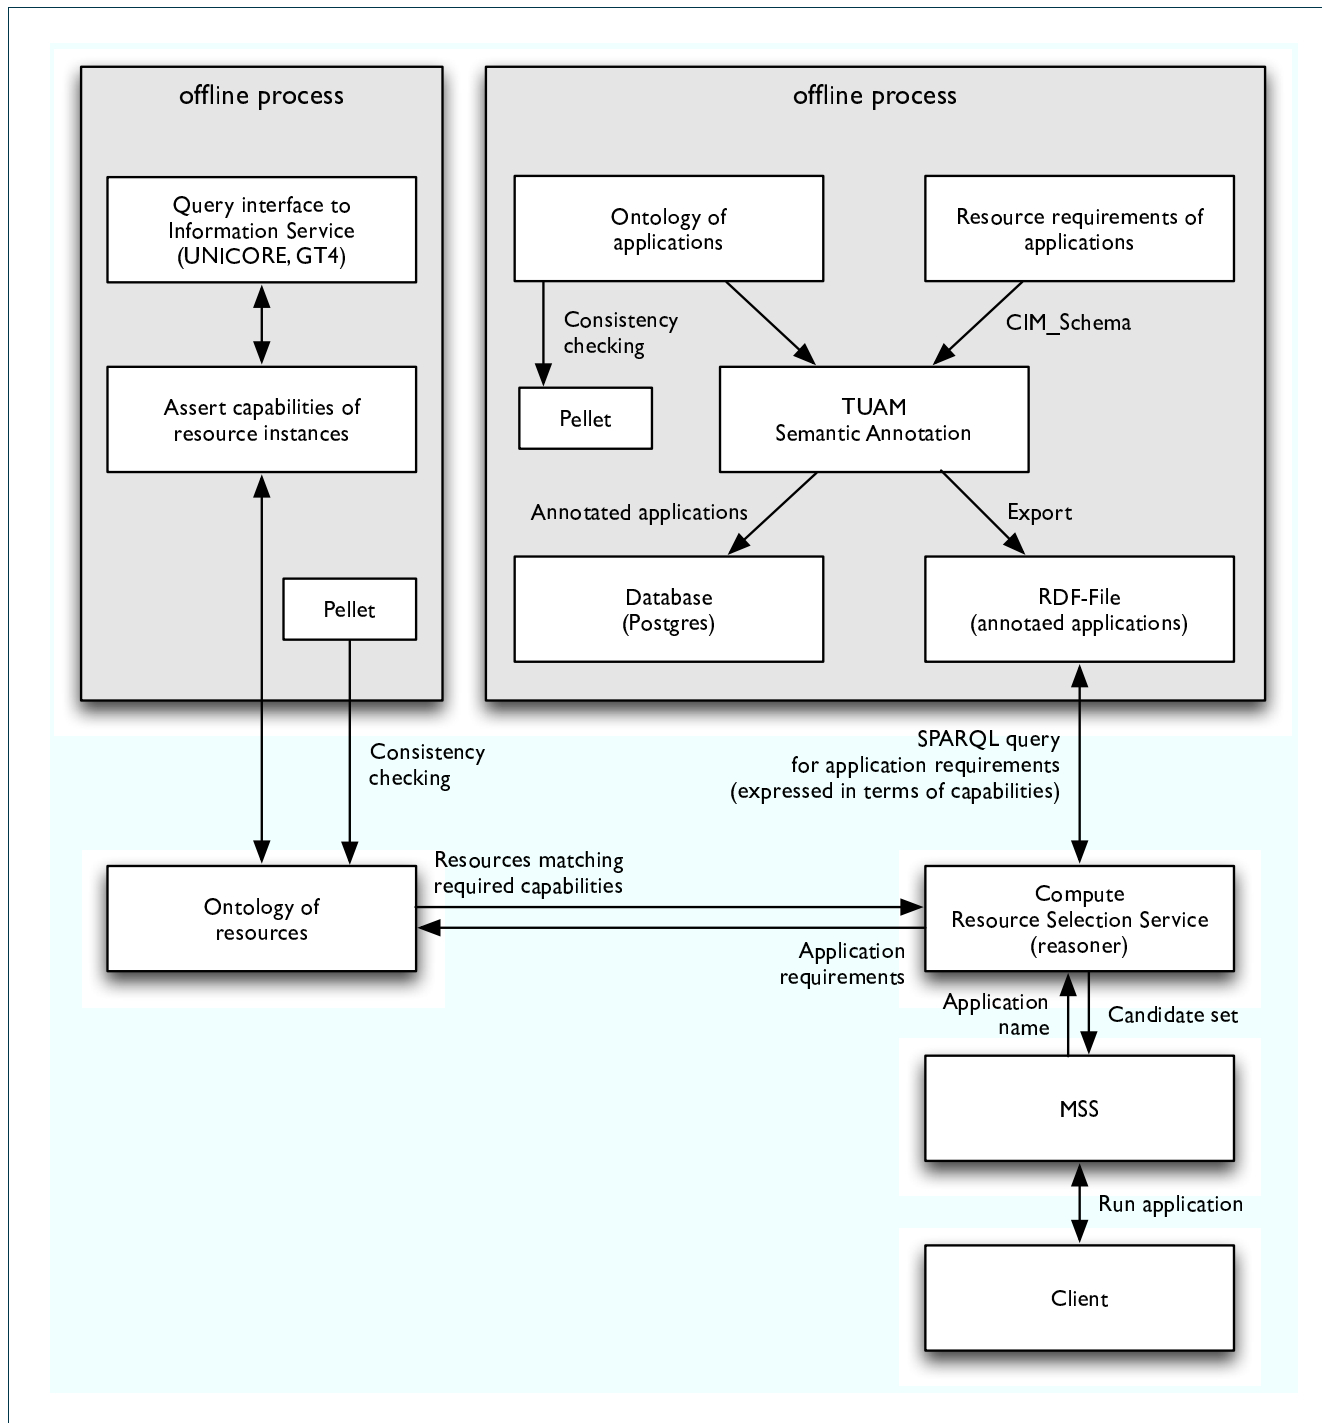 offline process
Query interface to
Information Service
(UNICORE, GT4)
Assert capabilities of
resource instances
Pellet
offline process
Ontology of
applications
Resource requirements of
applications
Consistency
checking
CIM_Schema
Pellet
TUAM
Semantic Annotation
Annotated applications
Export
Database
(Postgres)
RDF-File
(annotaed applications)
Consistency
checking
SPARQL query
for application requirements
(expressed in terms of capabilities)
Ontology of
resources
Resources matching
required capabilities
Application
requirements
Compute
Resource Selection Service
(reasoner)
Application
name
Candidate set
MSS
Run application
Client